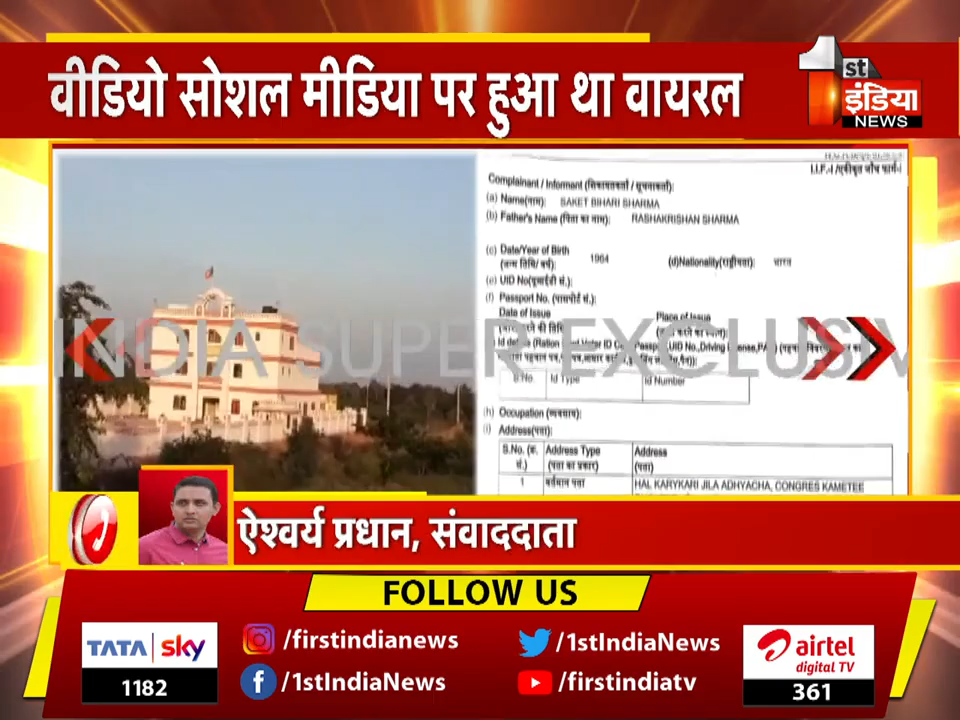 वीडियो सोशल मीडिया पर हुआ था वायरल
1st
इंडिया
NEWS
Complainant / Informant (शिकायतकर्ता / सूचनाकर्ता):
(a) Name(नाम): SAKET BIHARI SHARMA
(b) Father's Name (पिता का नाम): RASHAKRISHAN SHARMA
(c) Date/Year of Birth 1964 (d)Nationality(राष्ट्रीयता): भारत
(जन्म तिथि/ वर्ष):
(e) UID No(यूआईडी सं.):
(f) Passport No. (पासपोर्ट सं.):
Date of Issue Place of Issue
INDIA SUPER EXCLUSIV
S.No. Id Type Id Number
(h) Occupation (व्यवसाय):
(i) Address(पता):
S.No. (क्र. सं.) Address Type (पता का प्रकार) Address (पता)
1 वर्तमान पता HAL KARYKARI JILA ADHYACHA, CONGRES KAMETEE
ऐश्वर्य प्रधान, संवाददाता
FOLLOW US
TATA sky
1182
/firstindianews
/1stIndiaNews
/1stIndiaNews
/firstindiatv
airtel
digital TV
361